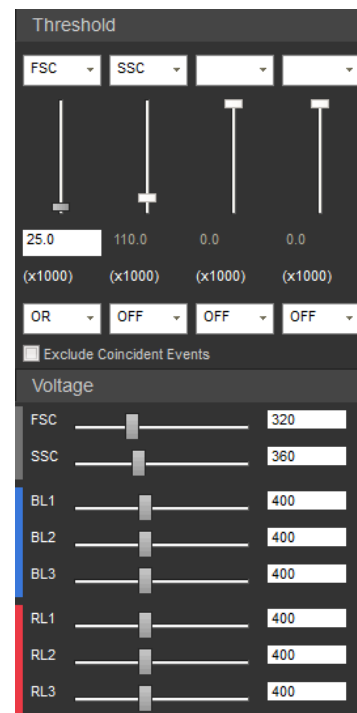 Threshold
FSC SSC
25.0 110.0 0.0 0.0
(x1000) (x1000) (x1000) (x1000)
OR OFF OFF OFF
Exclude Coincident Events
Voltage
FSC 320
SSC 360
BL1 400
BL2 400
BL3 400
RL1 400
RL2 400
RL3 400